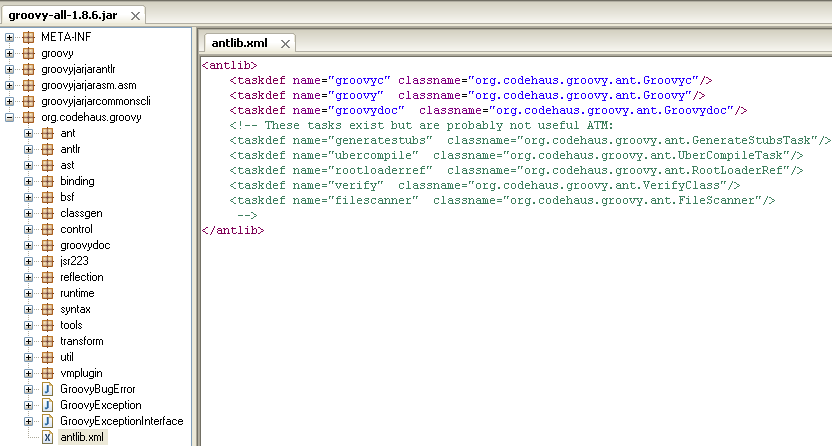 groovy-all-1.8.6.jar
META-INF
groovy
groovyjarjarantlr
groovyjarjarasm.asm
groovyjarjarcommonscli
org.codehaus.groovy
ant
antlr
ast
binding
bsf
classgen
control
groovydoc
jsr223
reflection
runtime
syntax
tools
transform
util
vmplugin
GroovyBugError
GroovyException
GroovyExceptionInterface
antlib.xml
antlib.xml
<antlib>
<taskdef name="groovyc" classname="org.codehaus.groovy.ant.Groovyc"/>
<taskdef name="groovy" classname="org.codehaus.groovy.ant.Groovy"/>
<taskdef name="groovydoc" classname="org.codehaus.groovy.ant.Groovydoc"/>
<!-- These tasks exist but are probably not useful ATM:
<taskdef name="generatestubs" classname="org.codehaus.groovy.ant.GenerateStubsTask"/>
<taskdef name="ubercompile" classname="org.codehaus.groovy.ant.UberCompileTask"/>
<taskdef name="rootloaderref" classname="org.codehaus.groovy.ant.RootLoaderRef"/>
<taskdef name="verify" classname="org.codehaus.groovy.ant.VerifyClass"/>
<taskdef name="filescanner" classname="org.codehaus.groovy.ant.FileScanner"/>
-->
</antlib>